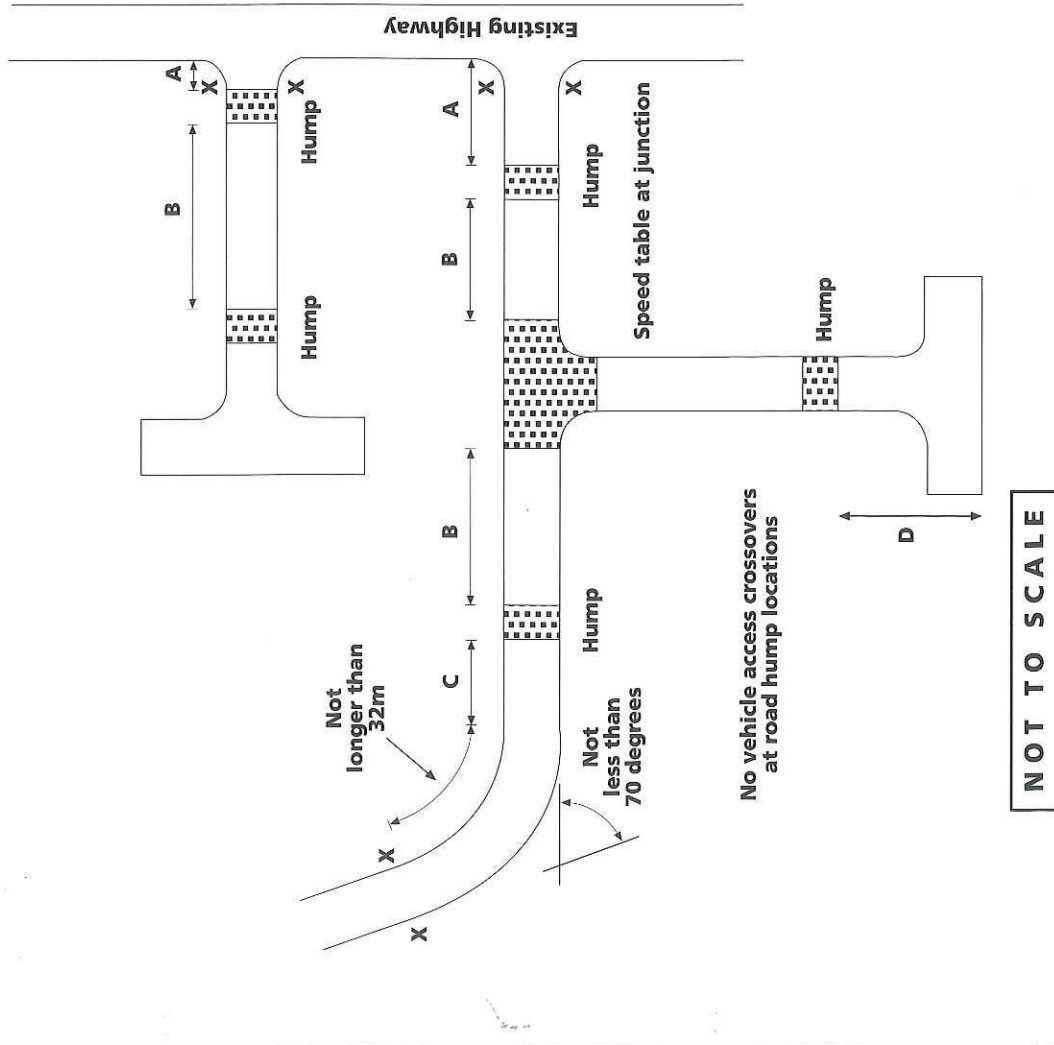 Existing Highway
A
X
X
Hump
B
Hump
X
A
X
Hump
B
Speed table at junction
Hump
B
D
Hump
C
Not
longer than
32m
Not
less than
70 degrees
No vehicle access crossovers
at road hump locations
X
X
NOT TO SCALE